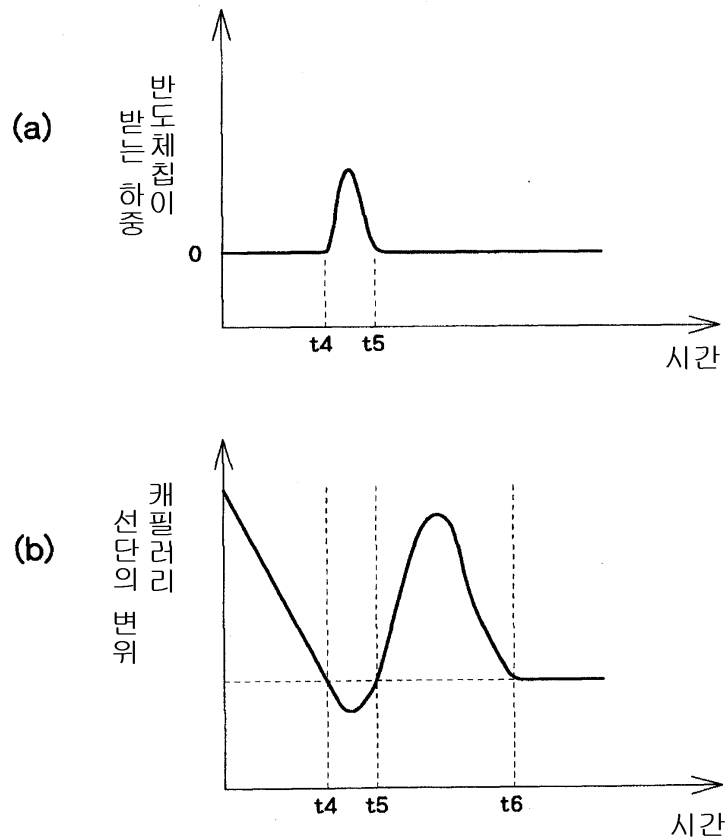 (a)
반도체칩이
받는 하중
0
t4 t5
시간
(b)
캐필러리
선단의 변위
t4 t5 t6
시간